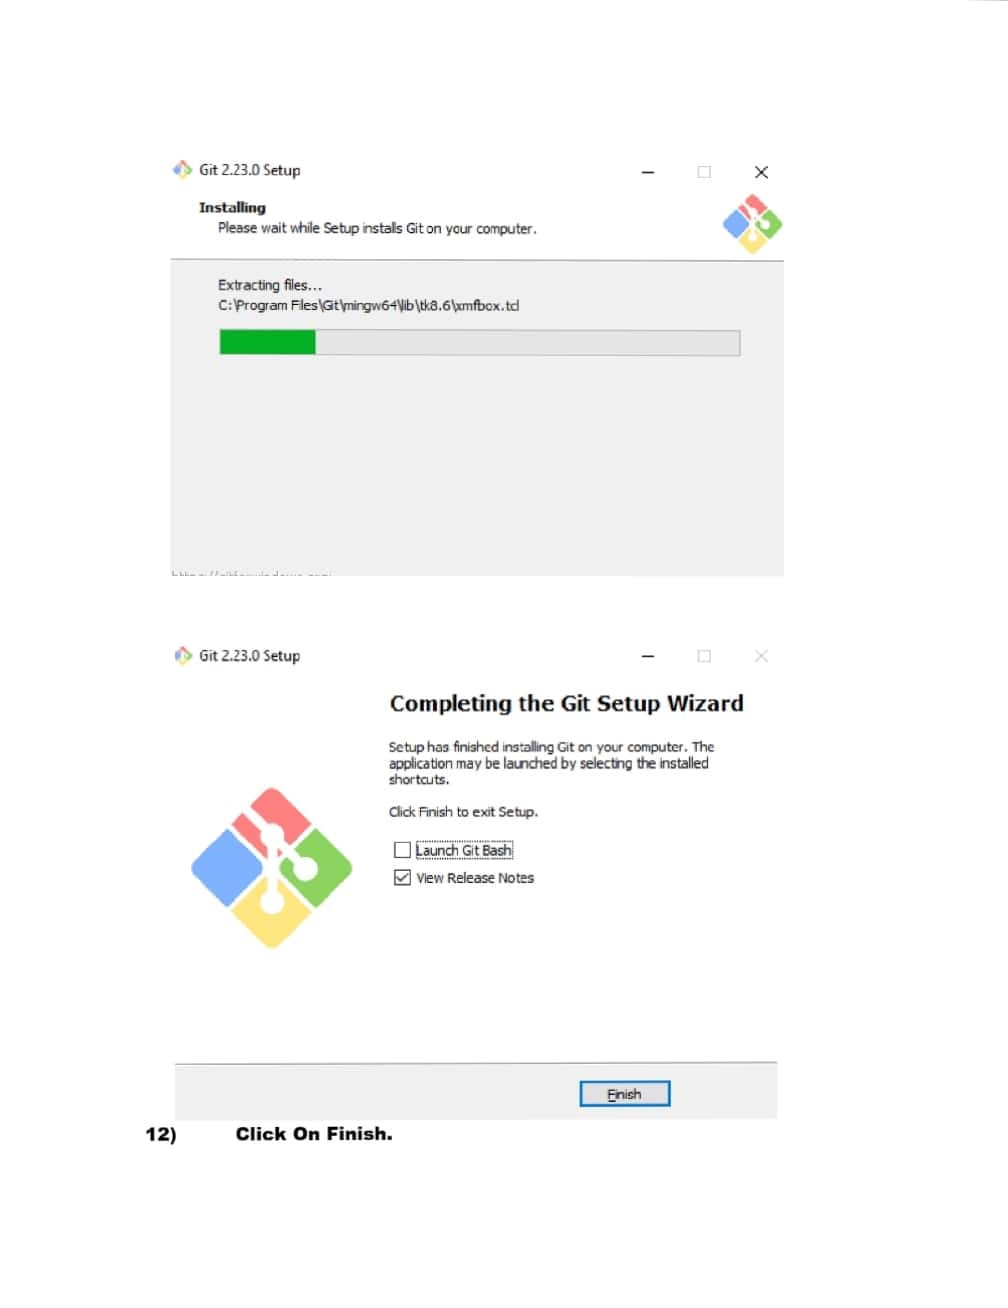 Git 2.23.0 Setup
Installing
Please wait while Setup installs Git on your computer.
Extracting files...
C:\Program Files\Git\mingw64\lib\tk8.6\xmfbox.tcl
Git 2.23.0 Setup
Completing the Git Setup Wizard
Setup has finished installing Git on your computer. The
application may be launched by selecting the installed
shortcuts.
Click Finish to exit Setup.
Launch Git Bash
View Release Notes
Finish
12) Click On Finish.